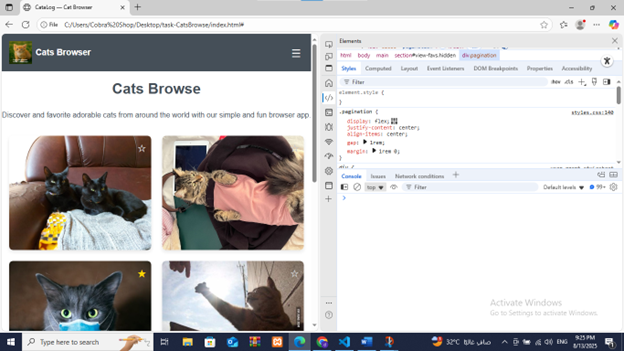 CataLog — Cat Browser
File
C:/Users/Cobra%20Shop/Desktop/task-CatsBrowse/index.html#
Cats Browser
Cats Browse
Discover and favorite adorable cats from around the world with our simple and fun browser app.
Elements
html body main section#view-favs.hidden div.pagination
Styles Computed Layout Event Listeners DOM Breakpoints Properties Accessibility
Filter
:hov .cls
element.style {
}
.pagination {
styles.css:240
display: flex;
justify-content: center;
align-items: center;
gap: 1rem;
margin: 1rem 0;
}
Console Issues Network conditions
top
Filter
Default levels
99+
Activate Windows
Go to Settings to activate Windows.
Type here to search
32°C
صافي غالبًا
ENG
9:25 PM
8/13/2025